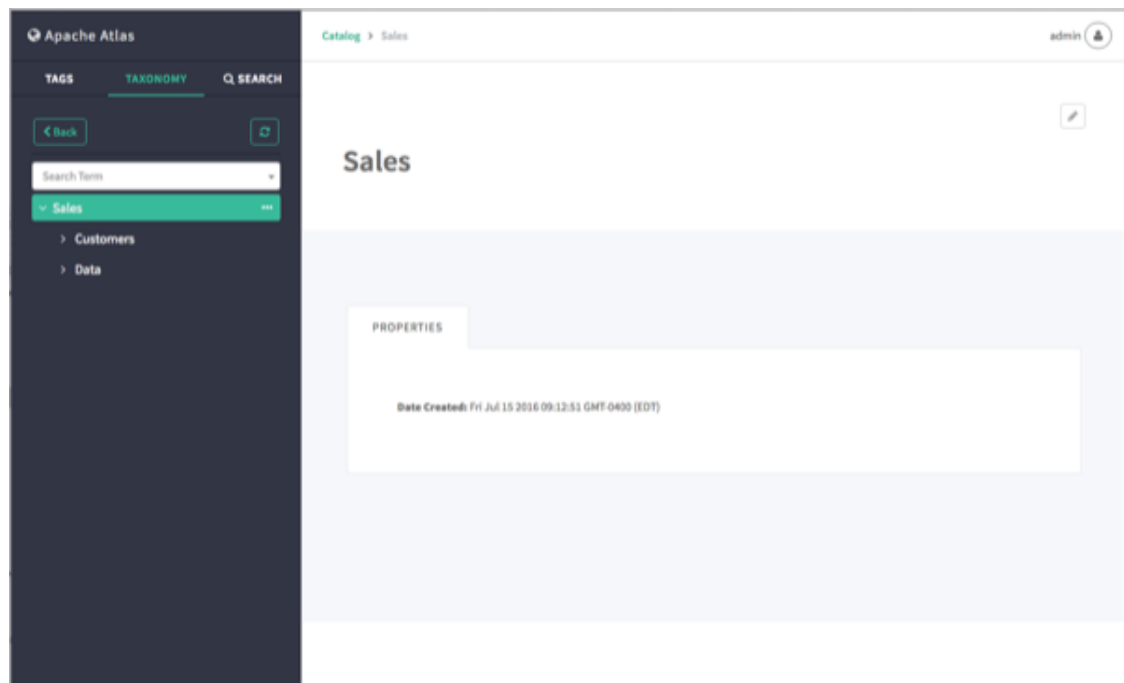 Apache Atlas
TAGS TAXONOMY SEARCH
Back
Search Term
Sales
Customers
Data
Catalog > Sales
admin
Sales
PROPERTIES
Date Created: Fri Jul 15 2016 09:12:51 GMT-0400 (EDT)